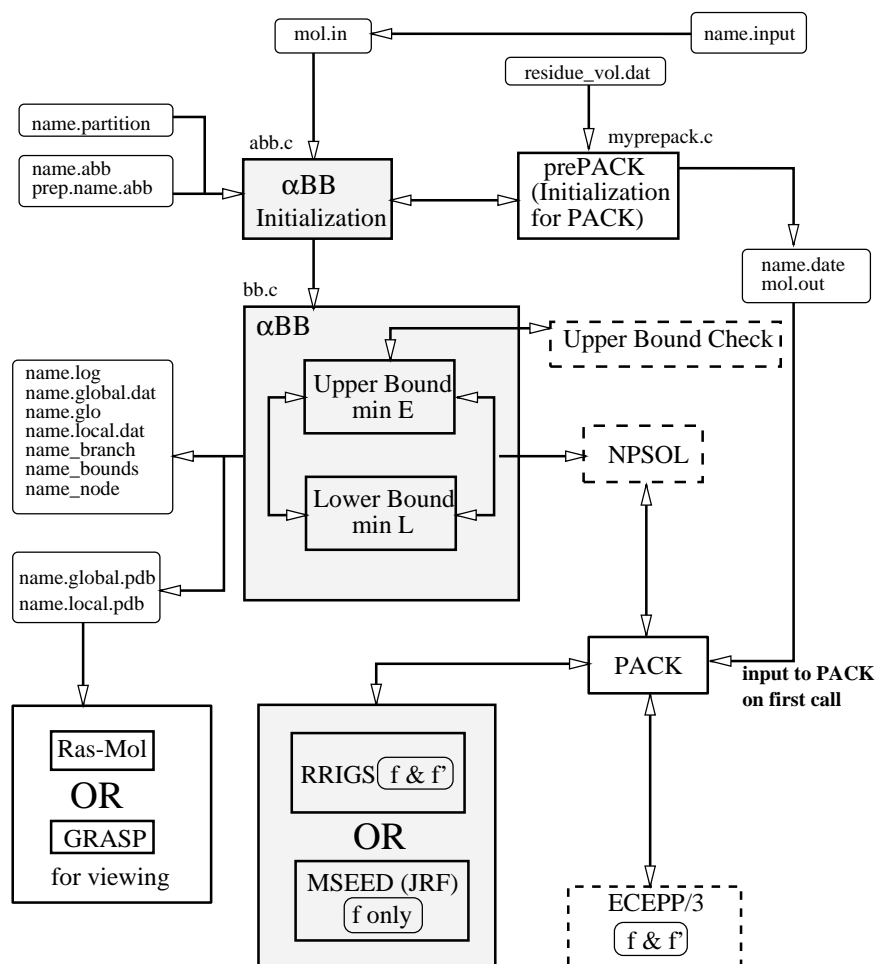 mol.in
name.input
residue_vol.dat
name.partition
abb.c
myprepack.c
name.abb
prep.name.abb
αBB
Initialization
prePACK
(Initialization
for PACK)
name.date
mol.out
bb.c
αBB
Upper Bound Check
Upper Bound
min E
name.log
name.global.dat
name.glo
name.local.dat
name_branch
name_bounds
name_node
NPSOL
Lower Bound
min L
name.global.pdb
name.local.pdb
PACK
input to PACK
on first call
Ras-Mol
OR
GRASP
for viewing
RRIGS f & f’
OR
MSEED (JRF)
f only
ECEPP/3
f & f’